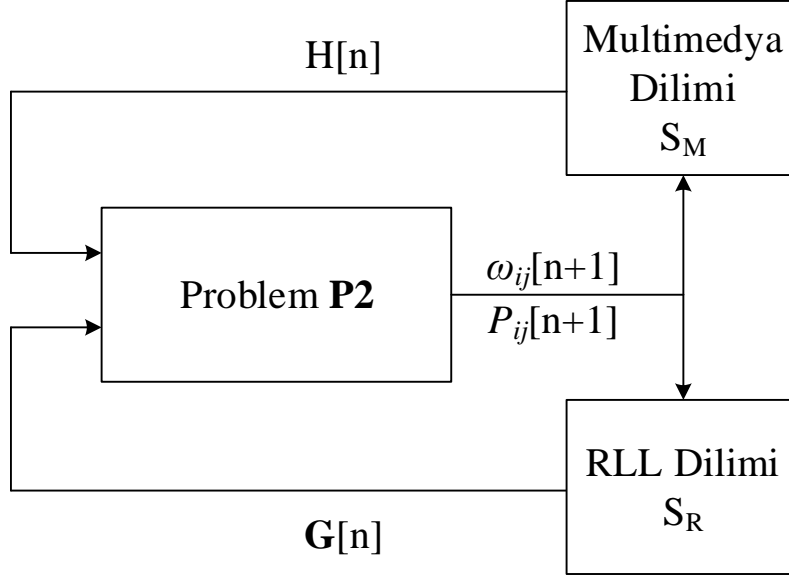 Multimedya
Dilimi
S_M
H[n]
Problem P2
ω_ij[n+1]
P_ij[n+1]
RLL Dilimi
S_R
G[n]